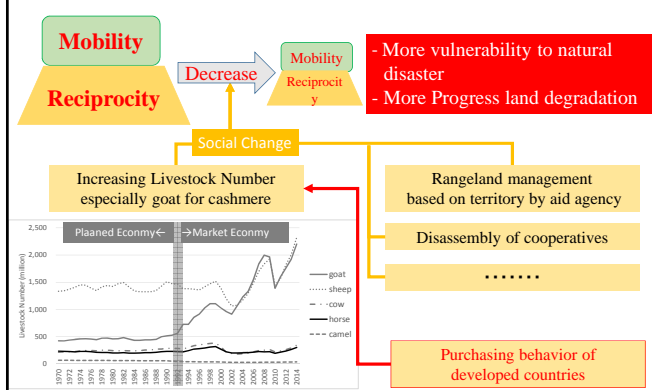 Mobility
Reciprocity
Decrease
Mobility
Reciprocit
y
- More vulnerability to natural
disaster
- More Progress land degradation
Social Change
Increasing Livestock Number
especially goat for cashmere
Rangeland management
based on territory by aid agency
Disassembly of cooperatives
·······
Purchasing behavior of
developed countries
Plaaned Econmy← →Market Econmy
Livestock Number(million)
2,500
2,000
1,500
1,000
500
0
goat
sheep
cow
horse
camel
1970
1972
1974
1976
1978
1980
1982
1984
1986
1988
1990
1992
1994
1996
1998
2000
2002
2004
2006
2008
2010
2012
2014